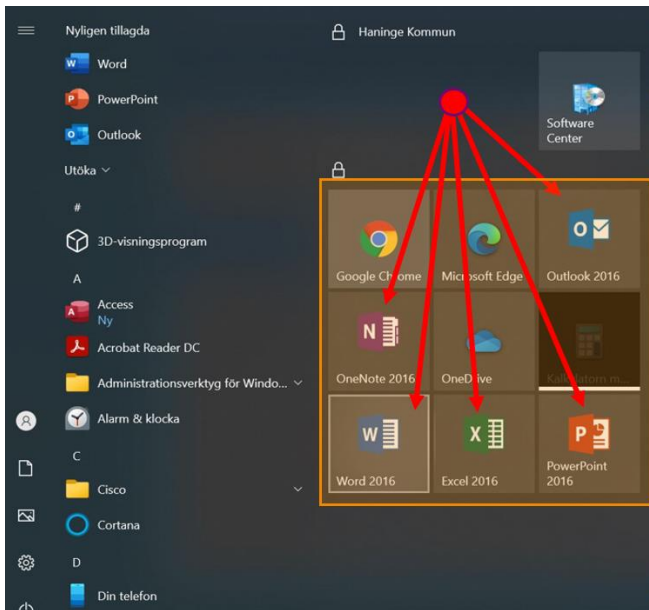 Nyligen tillagda
Word
PowerPoint
Outlook
Utöka
#
3D-visningsprogram
A
Access
Ny
Acrobat Reader DC
Administrationsverktyg för Windo...
Alarm & klocka
C
Cisco
Cortana
D
Din telefon
Haninge Kommun
Software
Center
Google Chrome
Microsoft Edge
Outlook 2016
OneNote 2016
OneDrive
Kalkylatorn m...
Word 2016
Excel 2016
PowerPoint
2016